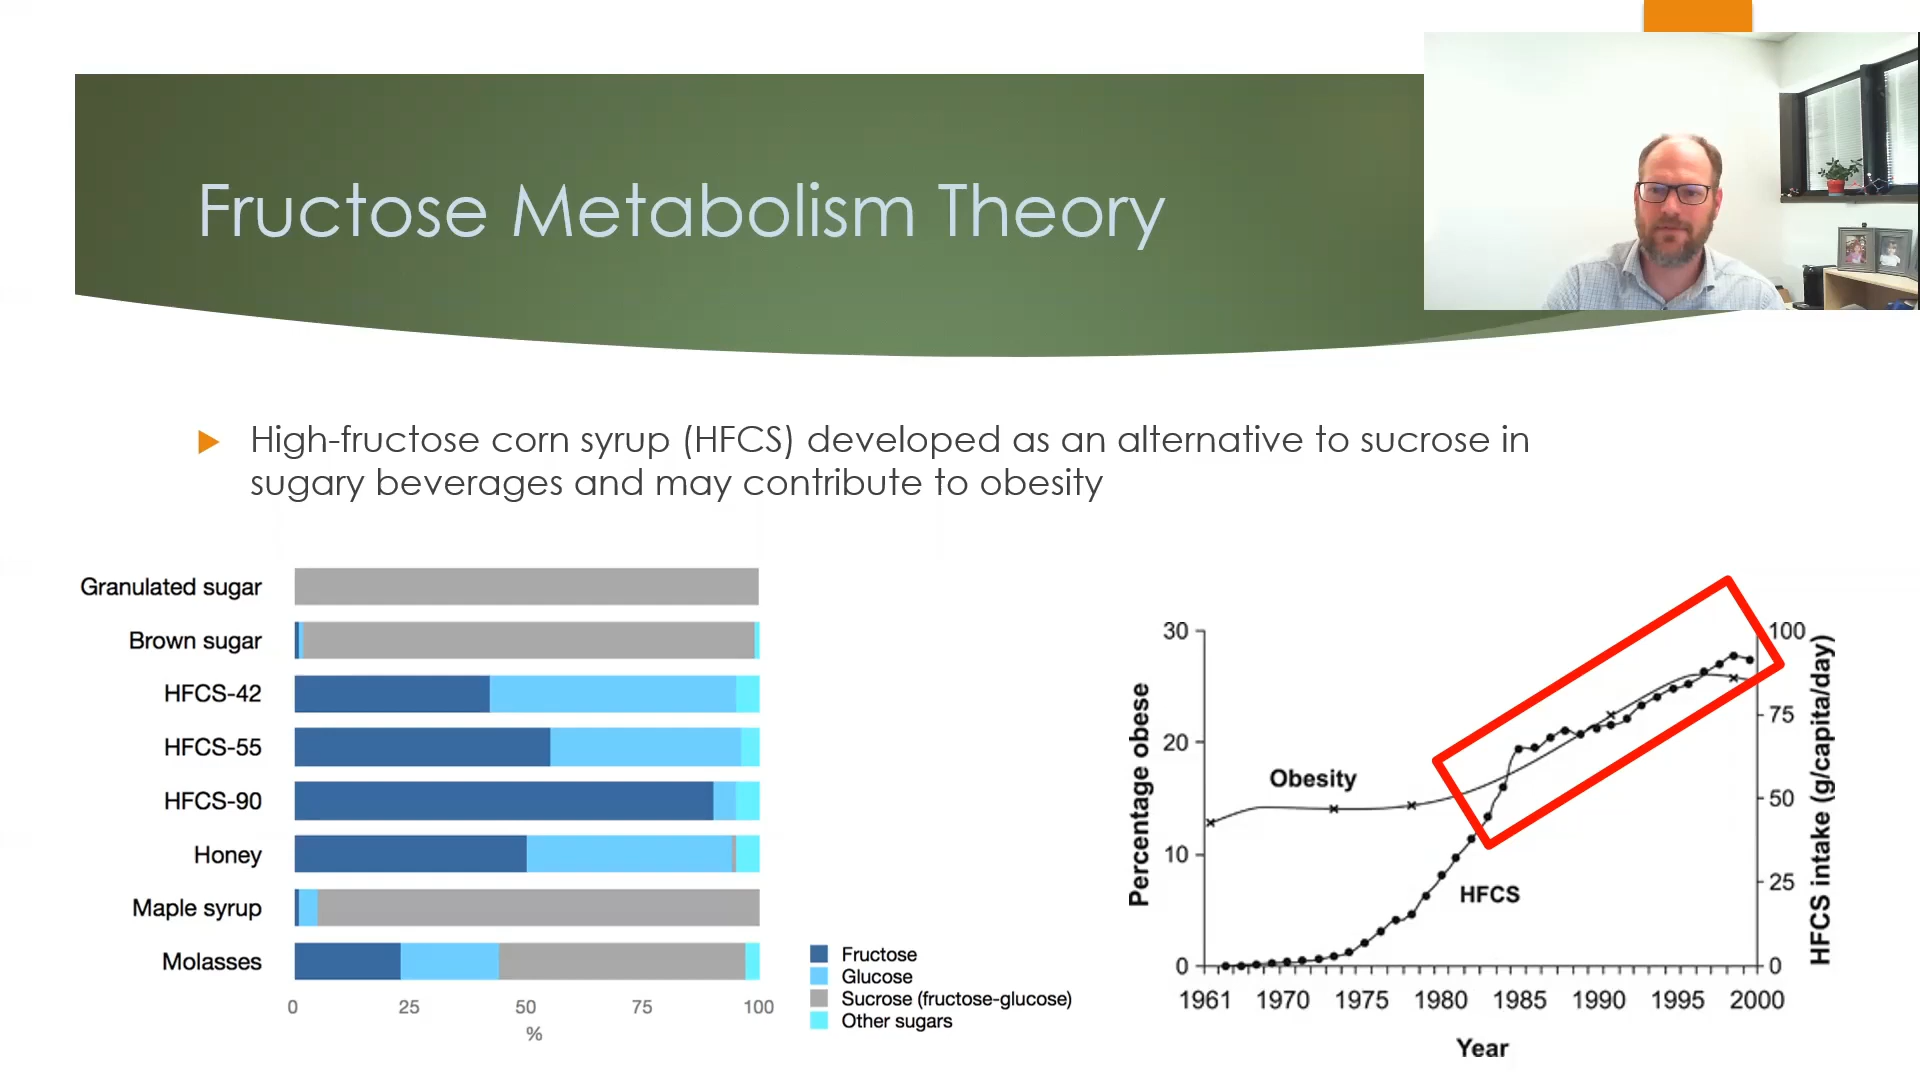 Fructose Metabolism Theory
High-fructose corn syrup (HFCS) developed as an alternative to sucrose in
sugary beverages and may contribute to obesity
Granulated sugar
Brown sugar
HFCS-42
HFCS-55
HFCS-90
Honey
Maple syrup
Molasses
0 25 50 75 100
%
Fructose
Glucose
Sucrose (fructose-glucose)
Other sugars
Percentage obese
30
20
10
0
Obesity
HFCS
100
75
50
25
0
HFCS intake (g/capita/day)
1961 1970 1975 1980 1985 1990 1995 2000
Year